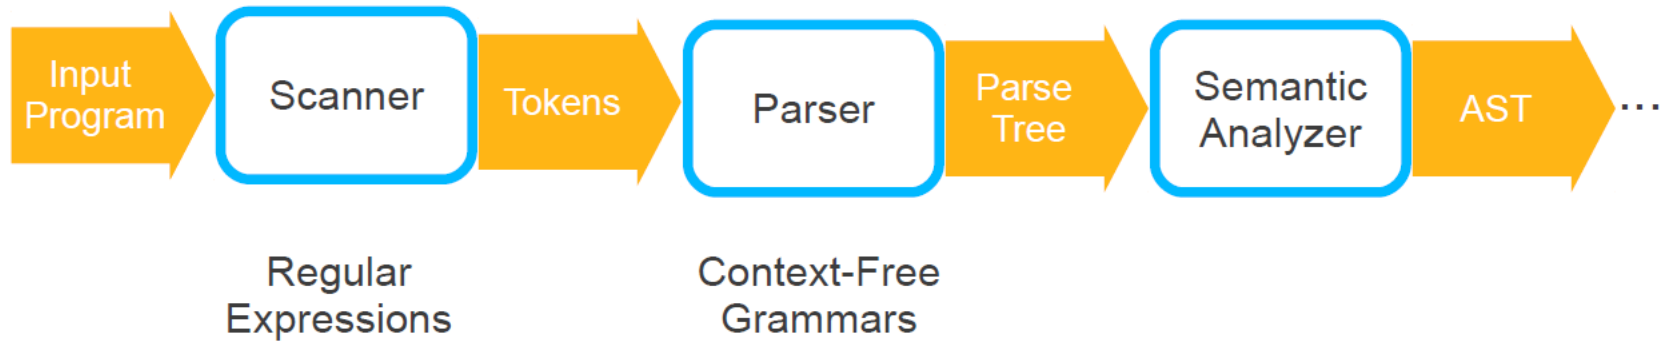 Input
Program
Scanner
Tokens
Parser
Parse
Tree
Semantic
Analyzer
AST
...
Regular
Expressions
Context-Free
Grammars